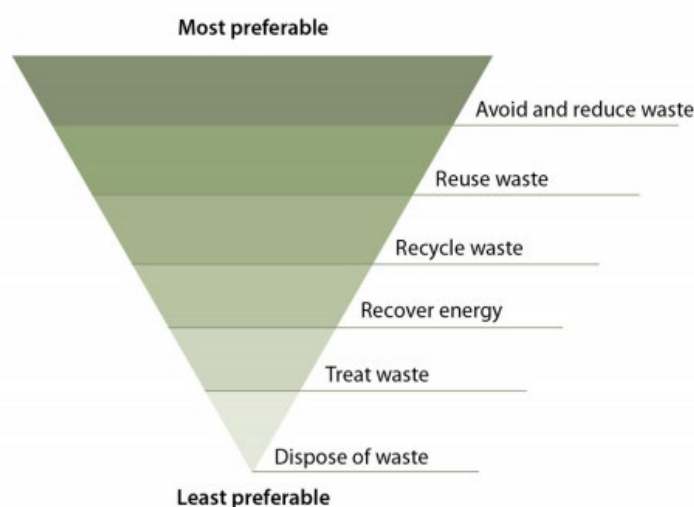 Most preferable
Avoid and reduce waste
Reuse waste
Recycle waste
Recover energy
Treat waste
Dispose of waste
Least preferable